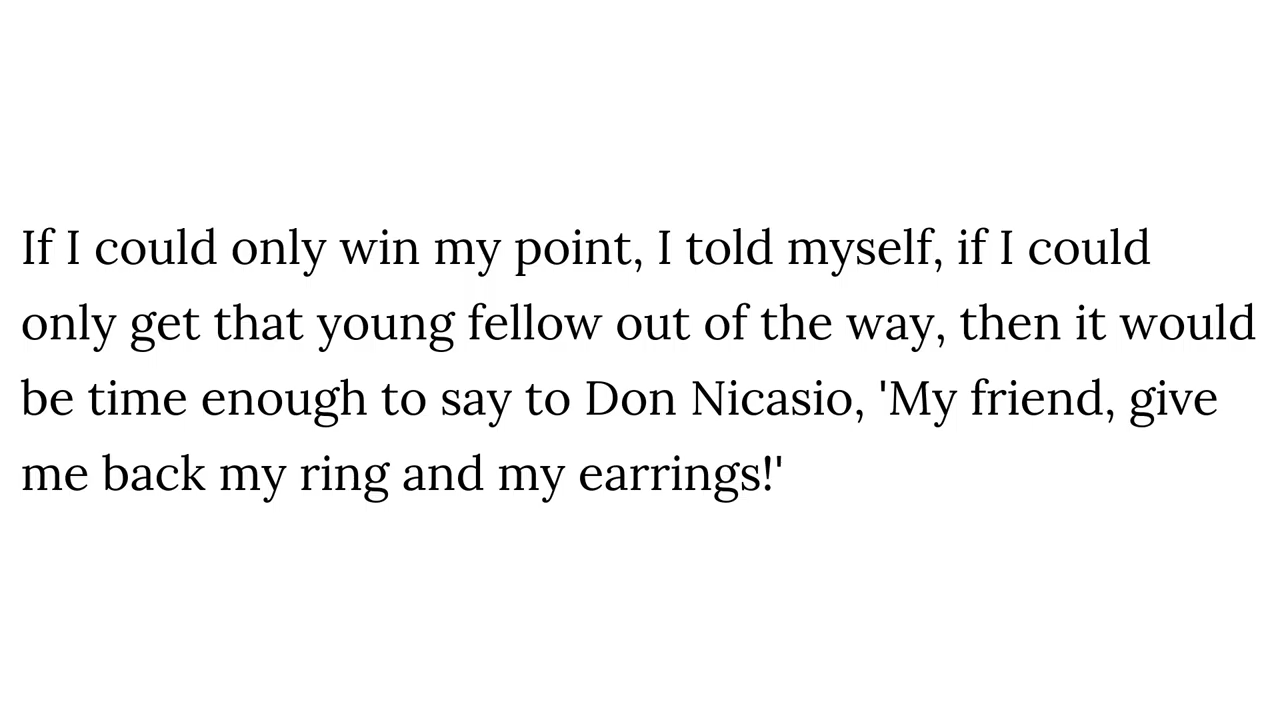 If I could only win my point, I told myself, if I could
only get that young fellow out of the way, then it would
be time enough to say to Don Nicasio, 'My friend, give
me back my ring and my earrings!'